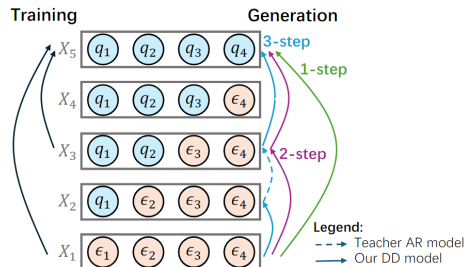 Training Generation
X₅ q₁ q₂ q₃ q₄ 3-step
1-step
X₄ q₁ q₂ q₃ ϵ₄
X₃ q₁ q₂ ϵ₃ ϵ₄ 2-step
X₂ q₁ ϵ₂ ϵ₃ ϵ₄
Legend:
Teacher AR model
X₁ ϵ₁ ϵ₂ ϵ₃ ϵ₄ Our DD model